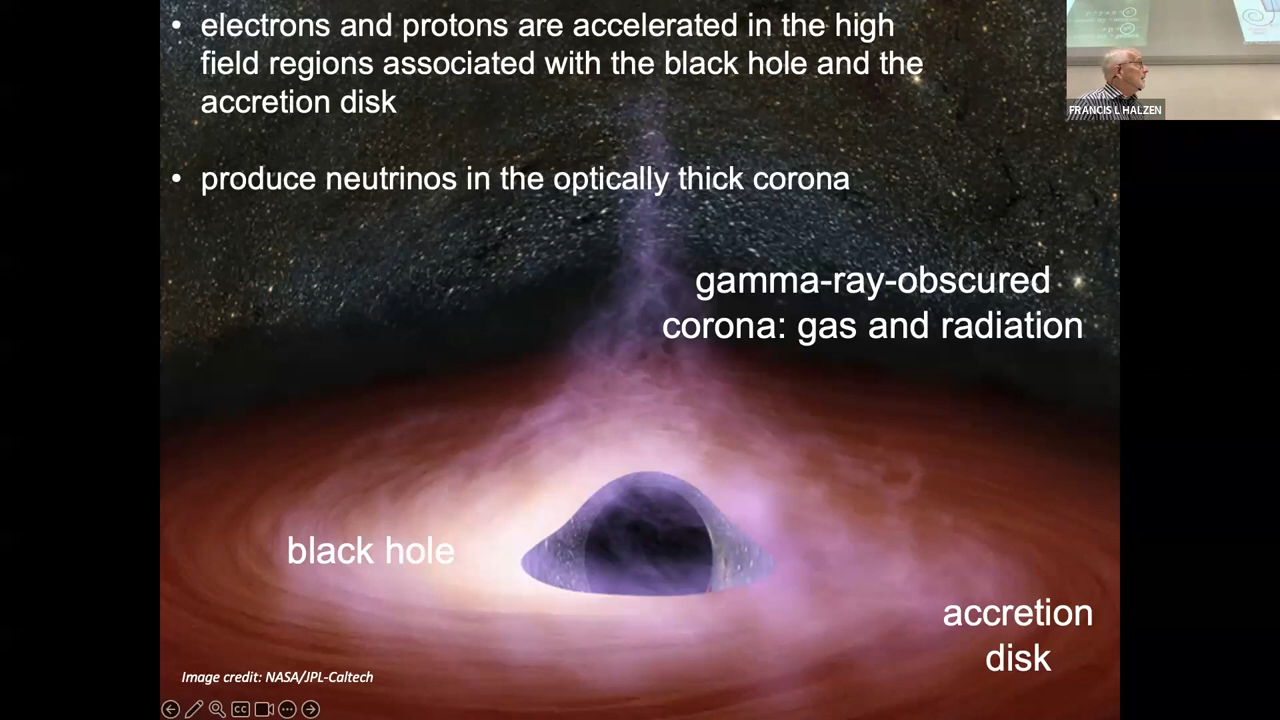 • electrons and protons are accelerated in the high
field regions associated with the black hole and the
accretion disk
• produce neutrinos in the optically thick corona
gamma-ray-obscured
corona: gas and radiation
black hole
accretion
disk
Image credit: NASA/JPL-Caltech
CC
FRANCIS L HALZEN